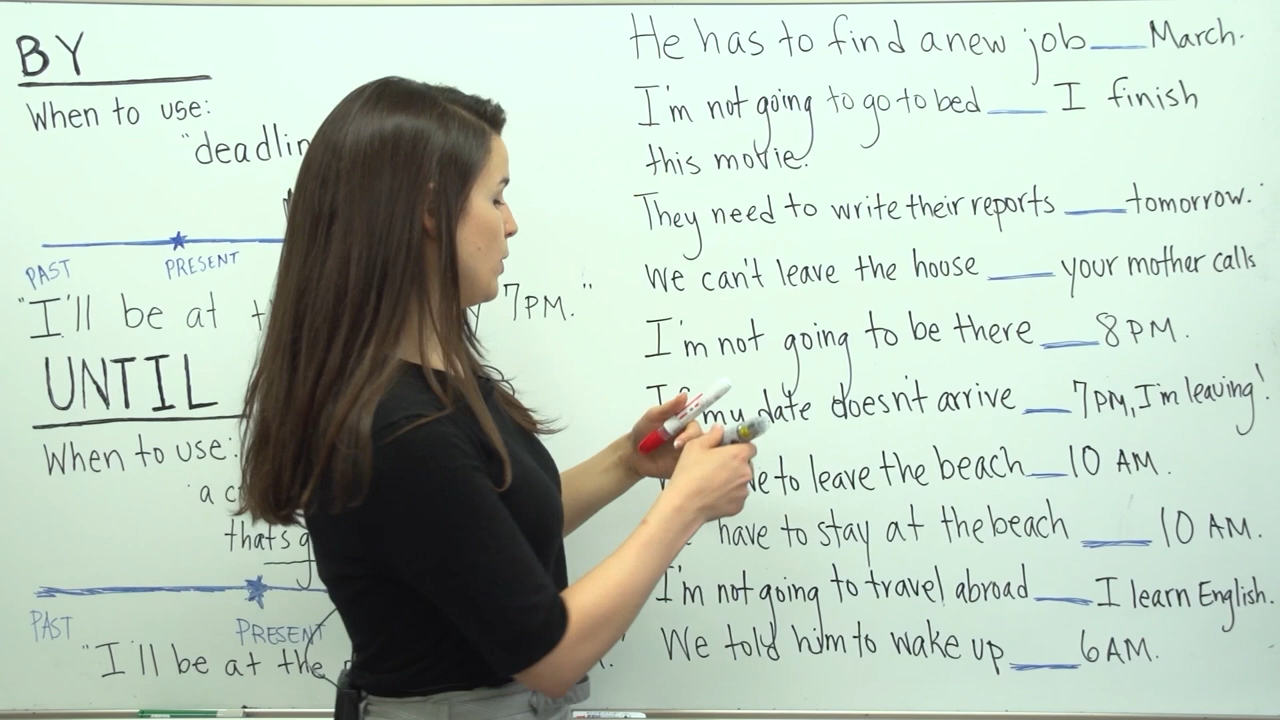 BY
When to use:
"deadlin
PAST PRESENT
"I'll be at 7PM."
UNTIL
When to use:
thats
PAST PRESENT
"I'll be at the
He has to find a new job ___ March.
I'm not going to go to bed ___ I finish
this movie.
They need to write their reports ___ tomorrow.
We can't leave the house ___ your mother calls
I'm not going to be there ___ 8 PM.
my date doesn't arrive ___ 7PM, I'm leaving!
to leave the beach ___ 10 AM.
have to stay at the beach ___ 10 AM.
I'm not going to travel abroad ___ I learn English.
We told him to wake up ___ 6 AM.